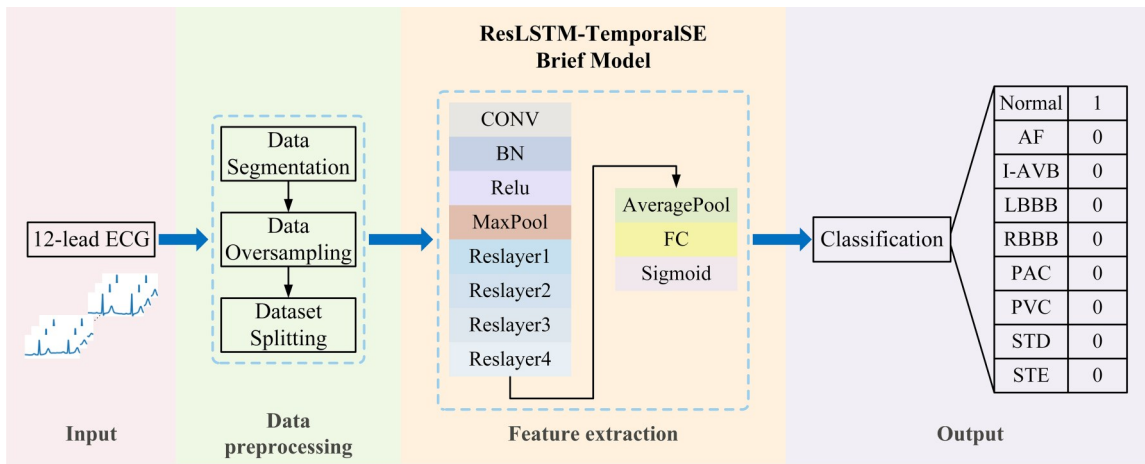 ResLSTM-TemporalSE
Brief Model
12-lead ECG
Data
Segmentation
Data
Oversampling
Dataset
Splitting
CONV
BN
Relu
MaxPool
Reslayer1
Reslayer2
Reslayer3
Reslayer4
AveragePool
FC
Sigmoid
Classification
Normal 1
AF 0
I-AVB 0
LBBB 0
RBBB 0
PAC 0
PVC 0
STD 0
STE 0
Input
Data
preprocessing
Feature extraction
Output